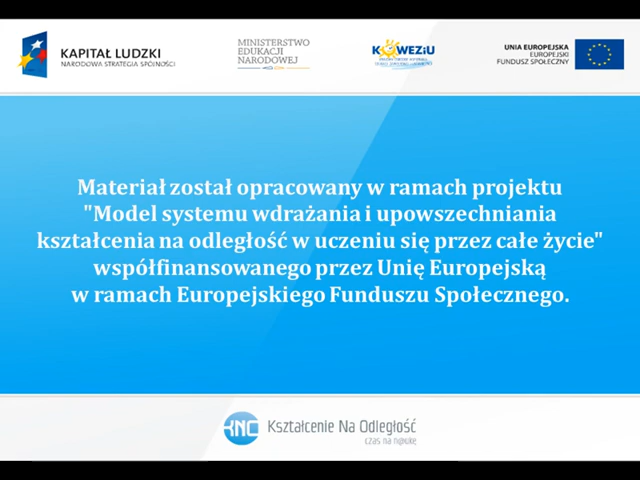 KAPITAŁ LUDZKI
NARODOWA STRATEGIA SPÓJNOŚCI
MINISTERSTWO
EDUKACJI
NARODOWEJ
KOWEZiU
UNIA EUROPEJSKA
EUROPEJSKI
FUNDUSZ SPOŁECZNY
Materiał został opracowany w ramach projektu
"Model systemu wdrażania i upowszechniania
kształcenia na odległość w uczeniu się przez całe życie"
współfinansowanego przez Unię Europejską
w ramach Europejskiego Funduszu Społecznego.
KNO Kształcenie Na Odległość
czas na naukę